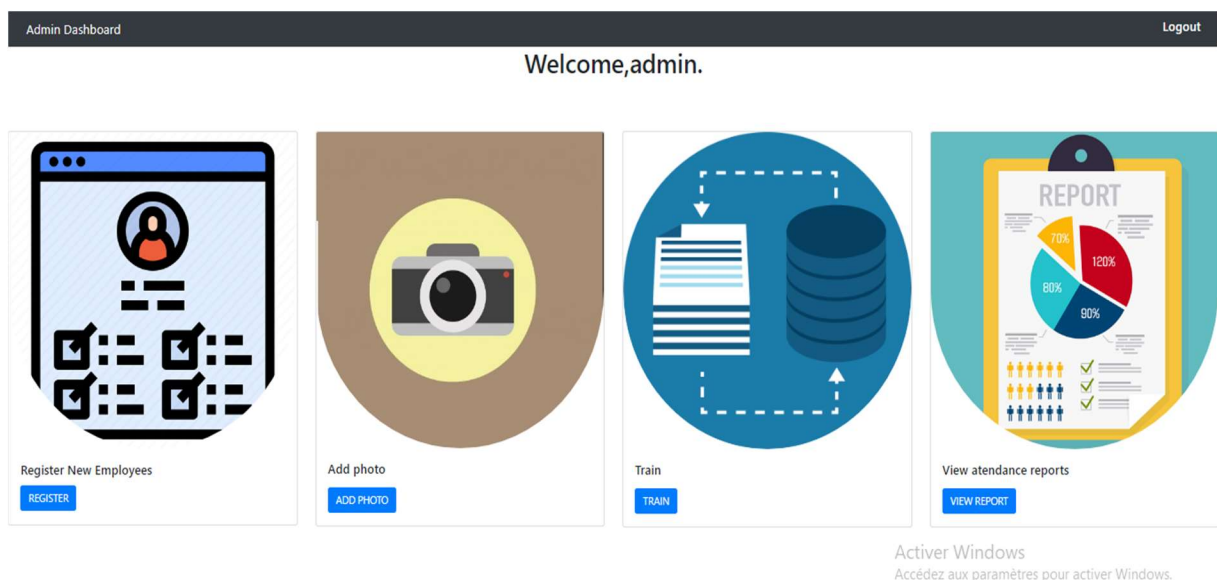 Admin Dashboard
Logout
Welcome,admin.
REPORT
70%
120%
80%
90%
Register New Employees
REGISTER
Add photo
ADD PHOTO
Train
TRAIN
View atendance reports
VIEW REPORT
Activer Windows
Accédez aux paramètres pour activer Windows.